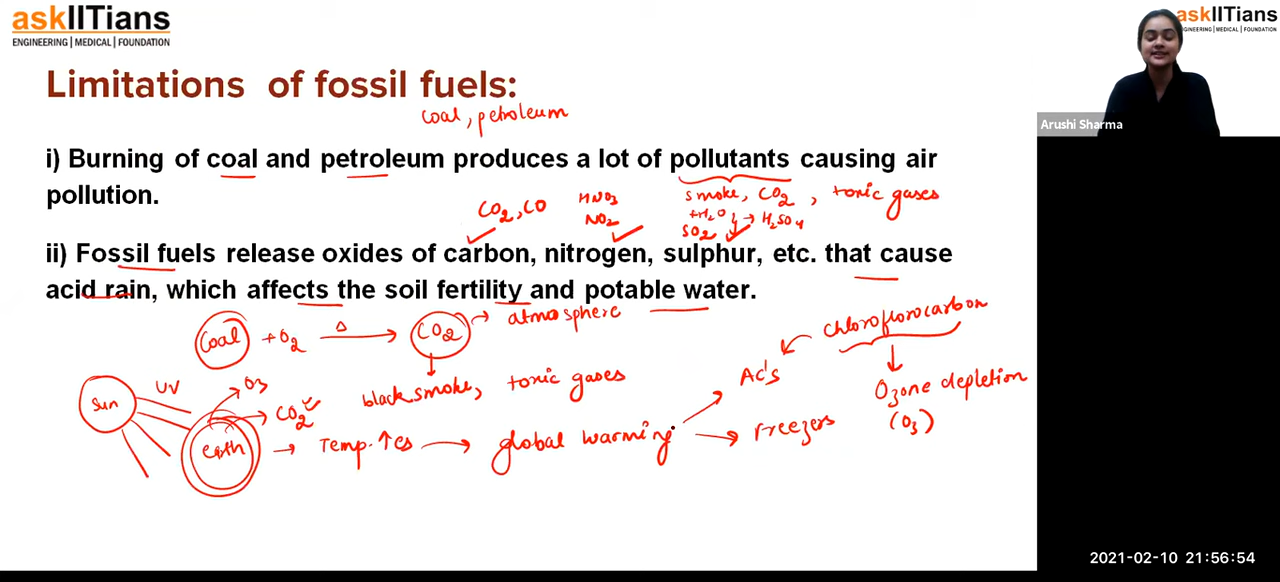 askIITians
ENGINEERING | MEDICAL | FOUNDATION
askIITians
ENGINEERING | MEDICAL | FOUNDATION
Limitations of fossil fuels:
coal, petroleum
Arushi Sharma
i) Burning of coal and petroleum produces a lot of pollutants causing air
pollution.
smoke, CO2, toxic gases
CO2, CO
HNO3
NO2
+H2O → H2SO4
SO2
ii) Fossil fuels release oxides of carbon, nitrogen, sulphur, etc. that cause
acid rain, which affects the soil fertility and potable water.
Coal + O2 Δ → CO2 → atmosphere
chloroflorocarbon
black smoke, toxic gases
AC's
Ozone depletion
(O3)
Sun
UV
O3
CO2
earth → Temp. ↑es → global warming → Freezers
2021-02-10 21:56:54